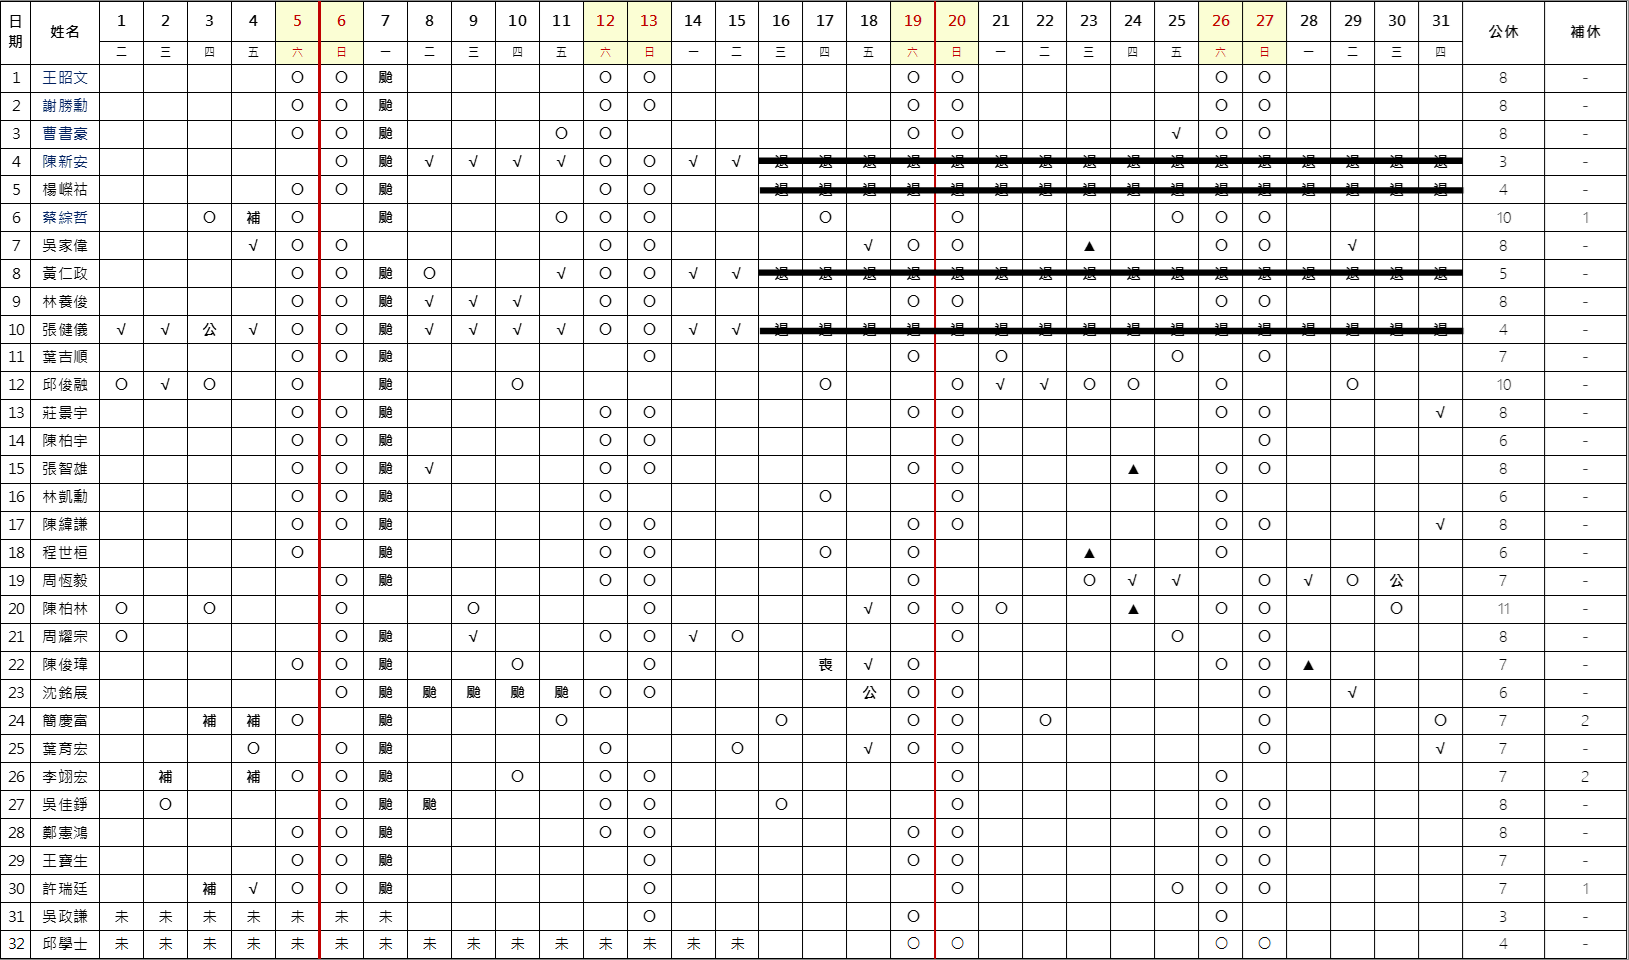 日期 姓名 1 2 3 4 5 6 7 8 9 10 11 12 13 14 15 16 17 18 19 20 21 22 23 24 25 26 27 28 29 30 31 公休 補休
二 三 四 五 六 日 一 二 三 四 五 六 日 一 二 三 四 五 六 日 一 二 三 四 五 六 日 一 二 三 四
1 王昭文 ○ ○ 颱 ○ ○ ○ ○ ○ ○ 8 -
2 謝勝勳 ○ ○ 颱 ○ ○ ○ ○ ○ ○ 8 -
3 曹書豪 ○ ○ 颱 ○ ○ ○ ○ √ ○ ○ 8 -
4 陳新安 ○ 颱 √ √ √ √ ○ ○ √ √ 退 退 退 退 退 退 退 退 退 退 退 退 退 退 退 退 3 -
5 楊嶸祜 ○ ○ 颱 ○ ○ 退 退 退 退 退 退 退 退 退 退 退 退 退 退 退 退 4 -
6 蔡綜哲 ○ 補 ○ 颱 ○ ○ ○ ○ ○ ○ ○ ○ 10 1
7 吳家偉 √ ○ ○ ○ ○ √ ○ ○ ▲ ○ ○ √ 8 -
8 黃仁政 ○ ○ 颱 ○ √ ○ ○ √ √ 退 退 退 退 退 退 退 退 退 退 退 退 退 退 退 退 5 -
9 林養俊 ○ ○ 颱 √ √ √ ○ ○ ○ ○ ○ ○ 8 -
10 張健儀 √ √ 公 √ ○ ○ 颱 √ √ √ √ ○ ○ √ √ 退 退 退 退 退 退 退 退 退 退 退 退 退 退 退 退 4 -
11 葉吉順 ○ ○ 颱 ○ ○ ○ ○ ○ 7 -
12 邱俊融 ○ √ ○ ○ 颱 ○ ○ ○ √ √ ○ ○ ○ ○ 10 -
13 莊景宇 ○ ○ 颱 ○ ○ ○ ○ ○ ○ √ 8 -
14 陳柏宇 ○ ○ 颱 ○ ○ ○ ○ 6 -
15 張智雄 ○ ○ 颱 √ ○ ○ ○ ○ ▲ ○ ○ 8 -
16 林凱勳 ○ ○ 颱 ○ ○ ○ ○ 6 -
17 陳緯謙 ○ ○ 颱 ○ ○ ○ ○ ○ ○ √ 8 -
18 程世桓 ○ 颱 ○ ○ ○ ○ ▲ ○ 6 -
19 周恆毅 ○ 颱 ○ ○ ○ ○ √ √ ○ √ ○ 公 7 -
20 陳柏林 ○ ○ ○ ○ ○ √ ○ ○ ○ ▲ ○ ○ ○ 11 -
21 周耀宗 ○ ○ 颱 √ ○ ○ √ ○ ○ ○ ○ 8 -
22 陳俊瑋 ○ ○ 颱 ○ ○ 喪 √ ○ ○ ○ ▲ 7 -
23 沈銘展 ○ 颱 颱 颱 颱 颱 ○ ○ 公 ○ ○ ○ √ 6 -
24 簡慶富 補 補 ○ 颱 ○ ○ ○ ○ ○ ○ ○ 7 2
25 葉育宏 ○ ○ 颱 ○ ○ √ ○ ○ ○ √ 7 -
26 李翊宏 補 補 ○ ○ 颱 ○ ○ ○ ○ ○ 7 2
27 吳佳錚 ○ ○ 颱 颱 ○ ○ ○ ○ ○ ○ 8 -
28 鄭憲鴻 ○ ○ 颱 ○ ○ ○ ○ ○ ○ 8 -
29 王寶生 ○ ○ 颱 ○ ○ ○ ○ ○ 7 -
30 許瑞廷 補 √ ○ ○ 颱 ○ ○ ○ ○ ○ 7 1
31 吳政謙 未 未 未 未 未 未 未 ○ ○ ○ 3 -
32 邱學士 未 未 未 未 未 未 未 未 未 未 未 未 未 未 未 ○ ○ ○ ○ 4 -